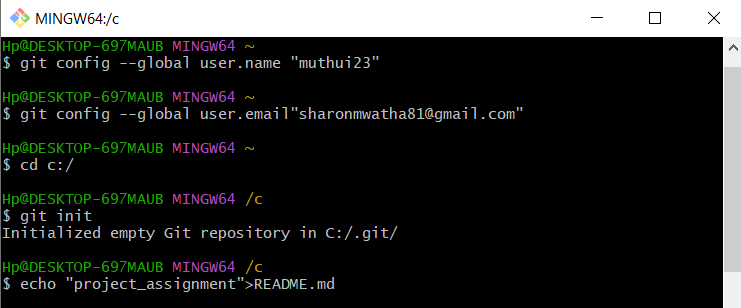 MINGW64:/c
Hp@DESKTOP-697MAUB MINGW64 ~
$ git config --global user.name "muthui23"
Hp@DESKTOP-697MAUB MINGW64 ~
$ git config --global user.email"sharonmwatha81@gmail.com"
Hp@DESKTOP-697MAUB MINGW64 ~
$ cd c:/
Hp@DESKTOP-697MAUB MINGW64 /c
$ git init
Initialized empty Git repository in C:/.git/
Hp@DESKTOP-697MAUB MINGW64 /c
$ echo "project_assignment">README.md